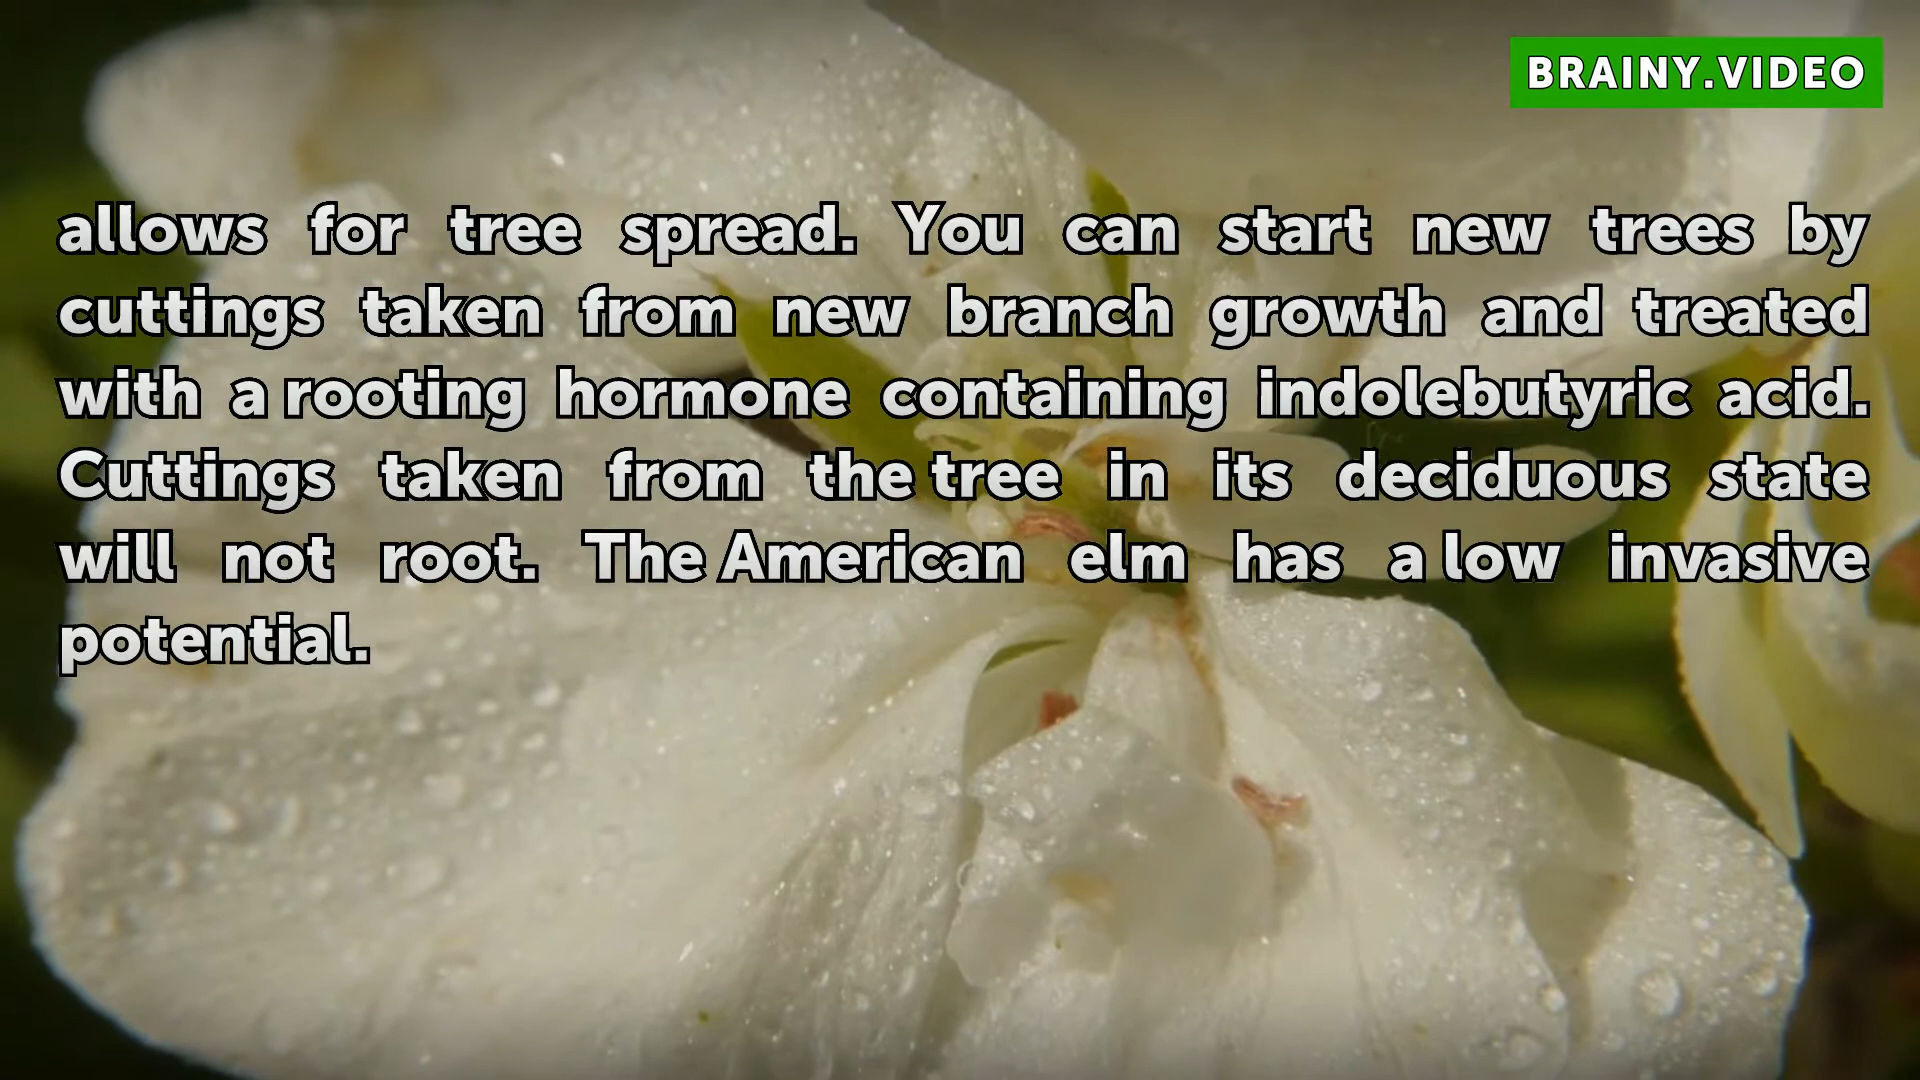 BRAINY.VIDEO
allows for tree spread. You can start new trees by
cuttings taken from new branch growth and treated
with a rooting hormone containing indolebutyric acid.
Cuttings taken from the tree in its deciduous state
will not root. The American elm has a low invasive
potential.